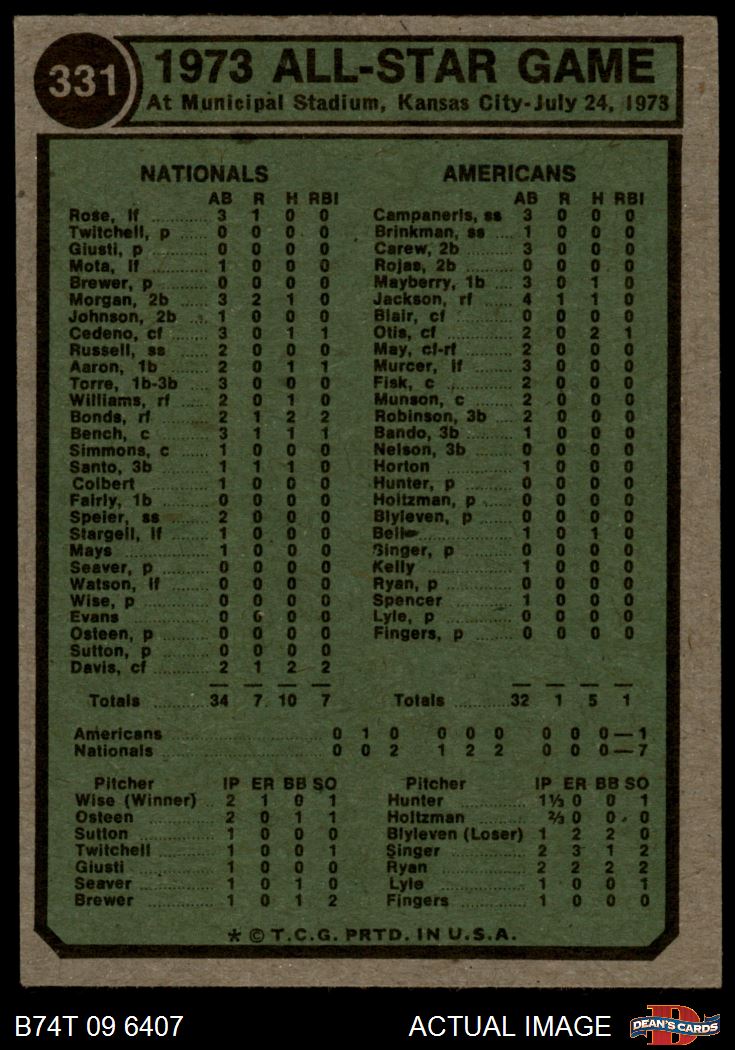 331
1973 ALL-STAR GAME
At Municipal Stadium, Kansas City-July 24, 1973
NATIONALS
AB R H RBI
Rose, lf 3 1 0 0
Twitchell, p 0 0 0 0
Giusti, p 0 0 0 0
Mota, lf 1 0 0 0
Brewer, p 0 0 0 0
Morgan, 2b 3 2 1 0
Johnson, 2b 1 0 0 0
Cedeno, cf 3 0 1 1
Russell, ss 2 0 0 0
Aaron, 1b 2 0 1 1
Torre, 1b-3b 3 0 0 0
Williams, rf 2 0 1 0
Bonds, rf 2 1 2 2
Bench, c 3 1 1 1
Simmons, c 1 0 0 0
Santo, 3b 1 1 1 0
Colbert 1 0 0 0
Fairly, 1b 0 0 0 0
Speier, ss 2 0 0 0
Stargell, lf 1 0 0 0
Mays 1 0 0 0
Seaver, p 0 0 0 0
Watson, lf 0 0 0 0
Wise, p 0 0 0 0
Evans 0 0 0 0
Osteen, p 0 0 0 0
Sutton, p 0 0 0 0
Davis, cf 2 1 2 2
Totals 34 7 10 7
AMERICANS
AB R H RBI
Campaneris, ss 3 0 0 0
Brinkman, ss 1 0 0 0
Carew, 2b 3 0 0 0
Rojas, 2b 0 0 0 0
Mayberry, 1b 3 0 1 0
Jackson, rf 4 1 1 0
Blair, cf 0 0 0 0
Otis, cf 2 0 2 1
May, cf-rf 2 0 0 0
Murcer, lf 3 0 0 0
Fisk, c 2 0 0 0
Munson, c 2 0 0 0
Robinson, 3b 2 0 0 0
Bando, 3b 1 0 0 0
Nelson, 3b 0 0 0 0
Horton 1 0 0 0
Hunter, p 0 0 0 0
Holtzman, p 0 0 0 0
Blyleven, p 0 0 0 0
Bell 1 0 1 0
Singer, p 0 0 0 0
Kelly 1 0 0 0
Ryan, p 0 0 0 0
Spencer 1 0 0 0
Lyle, p 0 0 0 0
Fingers, p 0 0 0 0
Totals 32 1 5 1
Americans 0 1 0 0 0 0 0 0 0—1
Nationals 0 0 2 1 2 2 0 0 0—7
Pitcher IP ER BB SO
Wise (Winner) 2 1 0 1
Osteen 2 0 1 1
Sutton 1 0 0 0
Twitchell 1 0 0 1
Giusti 1 0 0 0
Seaver 1 0 1 0
Brewer 1 0 1 2
Pitcher IP ER BB SO
Hunter 1⅓ 0 0 1
Holtzman ⅔ 0 0 0
Blyleven (Loser) 1 2 2 0
Singer 2 3 1 2
Ryan 2 2 2 2
Lyle 1 0 0 1
Fingers 1 0 0 0
* © T.C.G. PRTD. IN U.S.A.
B74T 09 6407
ACTUAL IMAGE
DEAN'S CARDS